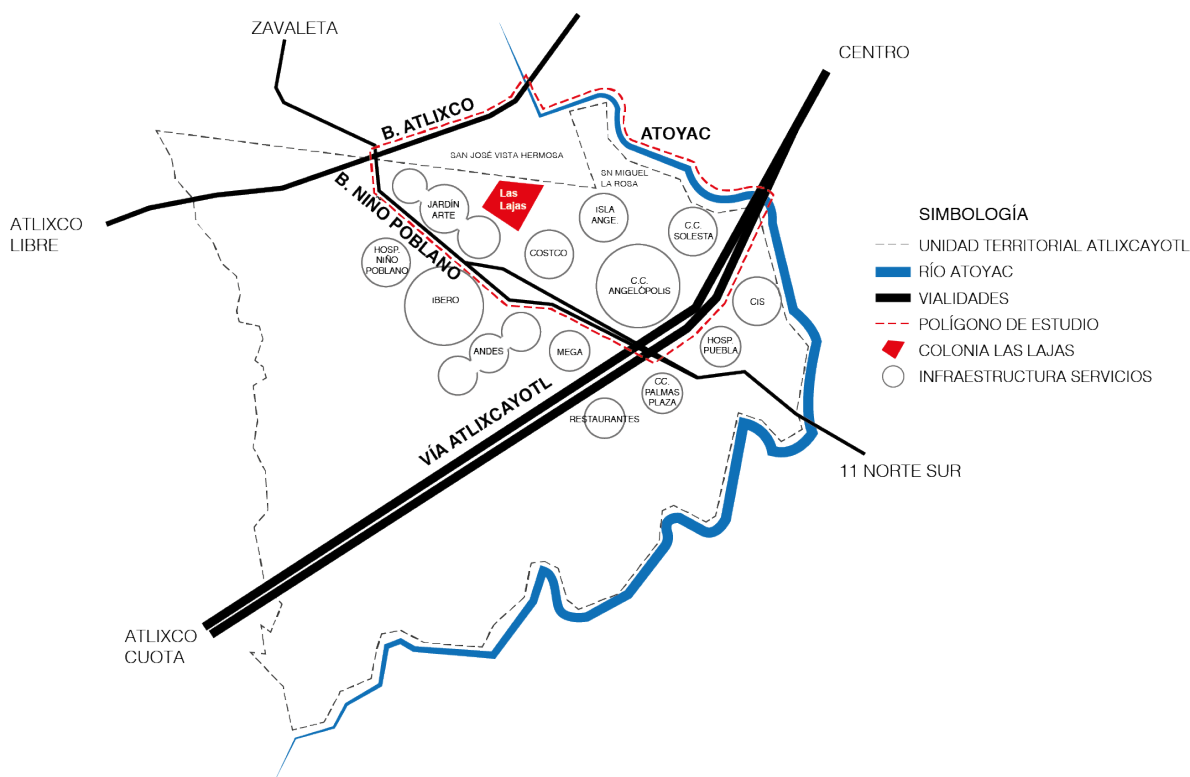 ZAVALETA
CENTRO
B. ATLIXCO
ATOYAC
SAN JOSÉ VISTA HERMOSA
SN MIGUEL
LA ROSA
B. NINO POBLANO
Las
Lajas
JARDÍN
ARTE
ISLA
ANGE.
C.C.
SOLESTA
ATLIXCO
LIBRE
HOSP.
NIÑO
POBLANO
COSTCO
IBERO
C.C.
ANGELÓPOLIS
CIS
ANDES
MEGA
HOSP.
PUEBLA
CC.
PALMAS
PLAZA
RESTAURANTES
VÍA ATLIXCAYOTL
11 NORTE SUR
ATLIXCO
CUOTA
SIMBOLOGÍA
UNIDAD TERRITORIAL ATLIXCAYOTL
RÍO ATOYAC
VIALIDADES
POLÍGONO DE ESTUDIO
COLONIA LAS LAJAS
INFRAESTRUCTURA SERVICIOS